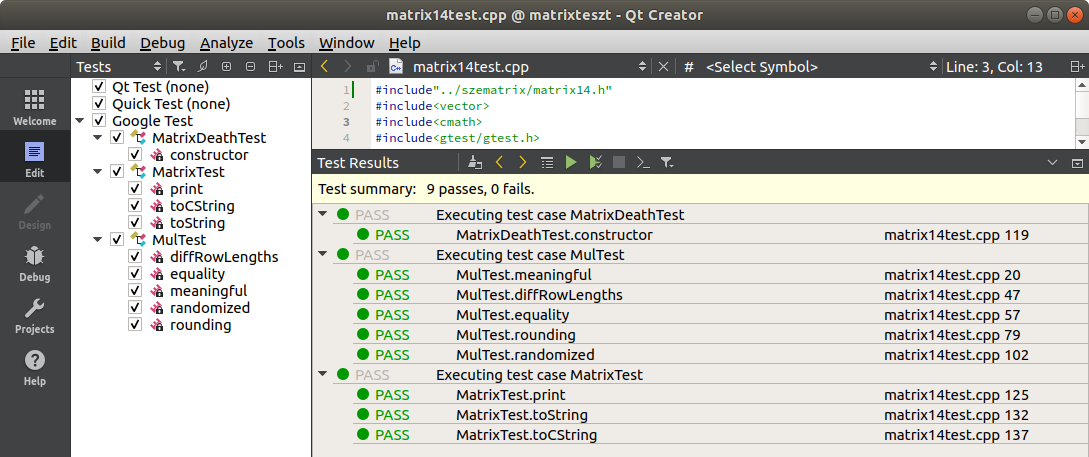 matrix14test.cpp @ matrixteszt - Qt Creator
File Edit Build Debug Analyze Tools Window Help
Tests
matrix14test.cpp
# <Select Symbol>
Line: 3, Col: 13
Welcome
Edit
Design
Debug
Projects
Help
Qt Test (none)
Quick Test (none)
Google Test
MatrixDeathTest
constructor
MatrixTest
print
toCString
toString
MulTest
diffRowLengths
equality
meaningful
randomized
rounding
1 #include"../szematrix/matrix14.h"
2 #include<vector>
3 #include<cmath>
4 #include<gtest/gtest.h>
Test Results
Test summary: 9 passes, 0 fails.
PASS Executing test case MatrixDeathTest
PASS MatrixDeathTest.constructor matrix14test.cpp 119
PASS Executing test case MulTest
PASS MulTest.meaningful matrix14test.cpp 20
PASS MulTest.diffRowLengths matrix14test.cpp 47
PASS MulTest.equality matrix14test.cpp 57
PASS MulTest.rounding matrix14test.cpp 79
PASS MulTest.randomized matrix14test.cpp 102
PASS Executing test case MatrixTest
PASS MatrixTest.print matrix14test.cpp 125
PASS MatrixTest.toString matrix14test.cpp 132
PASS MatrixTest.toCString matrix14test.cpp 137